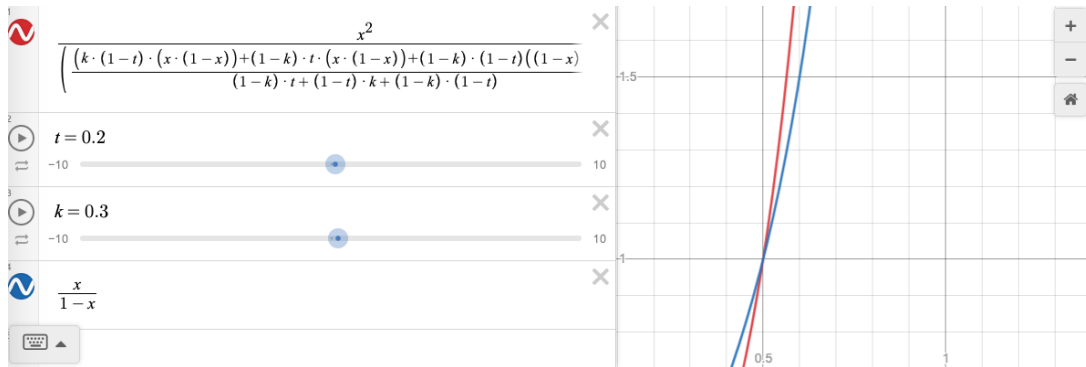 1
x²
(k·(1−t)·(x·(1−x))+(1−k)·t·(x·(1−x))+(1−k)·(1−t)((1−x)
(1−k)·t+(1−t)·k+(1−k)·(1−t)
2
t=0.2
−10
10
3
k=0.3
−10
10
4
x
1−x
1.5
1
0.5
1